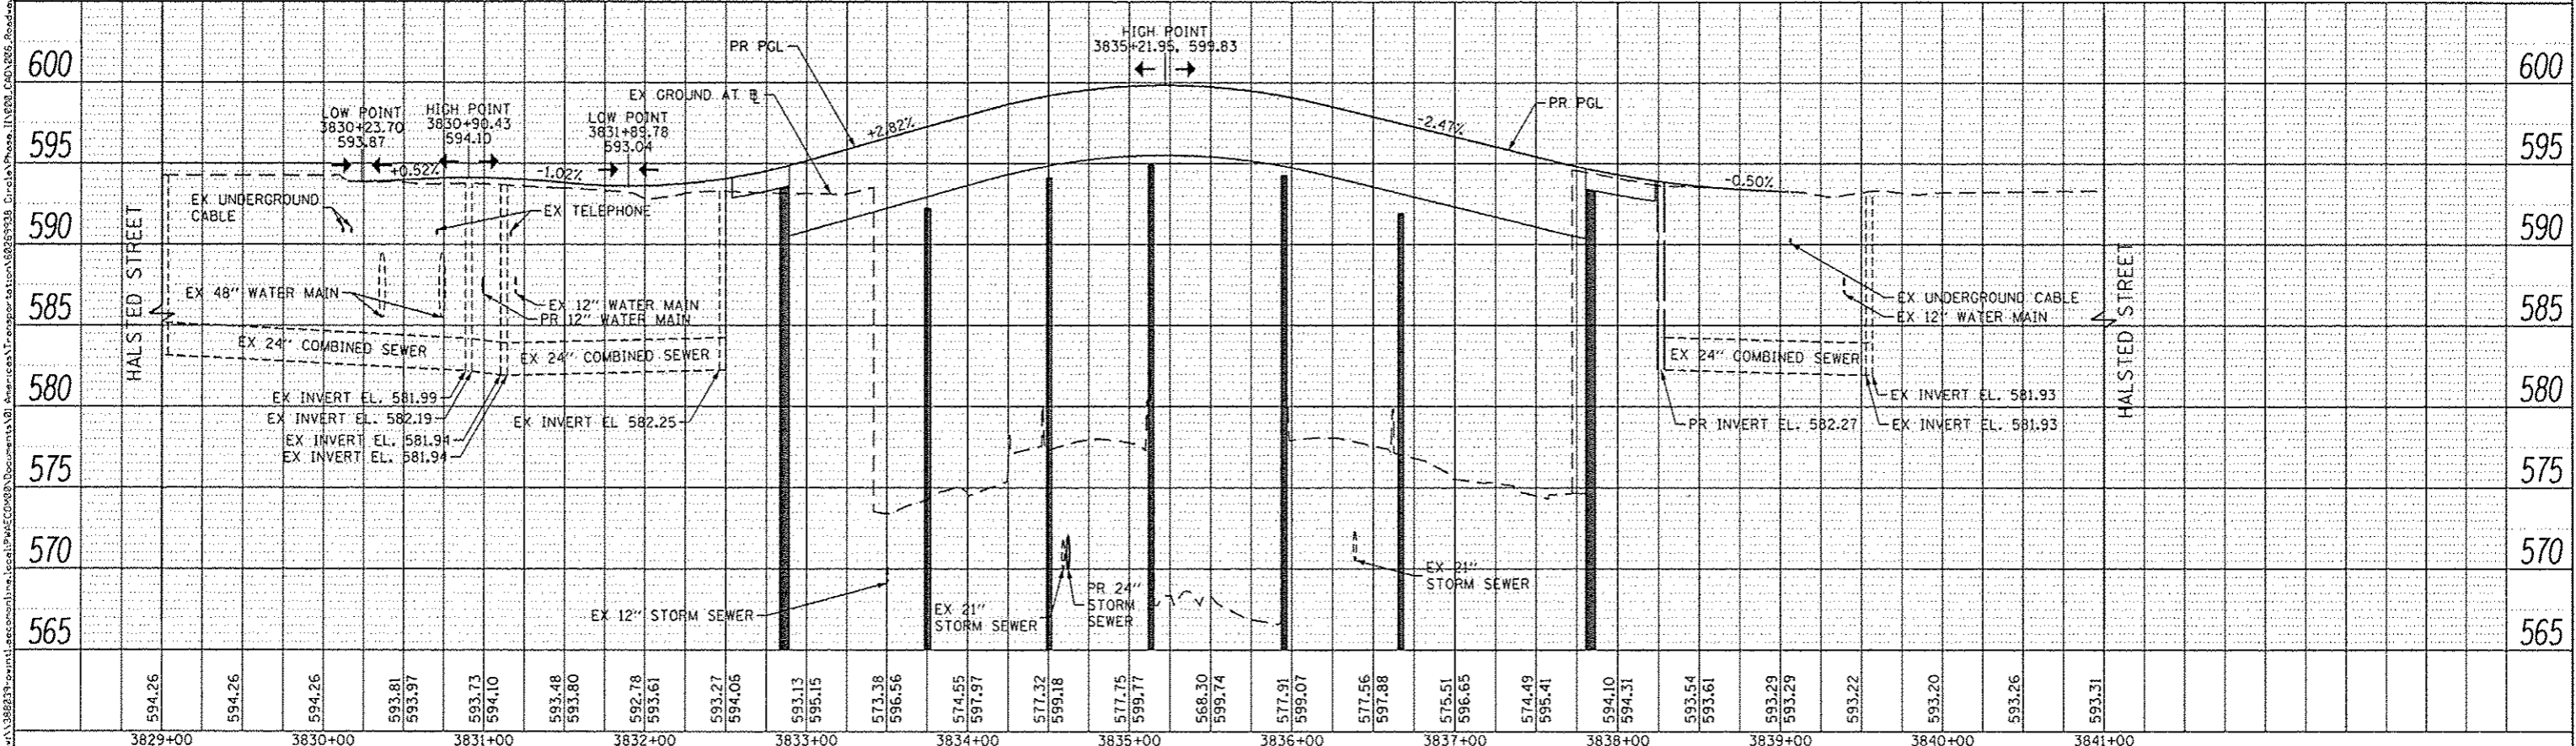 HIGH POINT
3835+21.95, 599.83
PR PGL
600
600
EX GROUND AT
PR PGL
LOW POINT
3830+23.70
593.87
HIGH POINT
3830+90.43
594.10
LOW POINT
3831+89.78
593.04
+2.82%
-2.47%
595
595
+0.52%
-1.02%
-0.50%
EX UNDERGROUND
CABLE
EX TELEPHONE
590
590
HALSTED STREET
HALSTED STREET
EX 48" WATER MAIN
EX 12" WATER MAIN
PR 12" WATER MAIN
EX UNDERGROUND CABLE
EX 12" WATER MAIN
585
585
EX 24" COMBINED SEWER
EX 24" COMBINED SEWER
EX 24" COMBINED SEWER
580
580
EX INVERT EL. 581.99
EX INVERT EL. 582.19
EX INVERT EL. 581.94
EX INVERT EL. 581.94
EX INVERT EL 582.25
PR INVERT EL. 582.27
EX INVERT EL. 581.93
EX INVERT EL. 581.93
575
575
570
570
EX 12" STORM SEWER
EX 21"
STORM SEWER
PR 24"
STORM
SEWER
EX 21"
STORM SEWER
565
565
594.26
594.26
594.26
593.81
593.97
593.73
594.10
593.48
593.80
592.78
593.61
593.27
594.06
593.13
595.15
573.38
596.56
574.55
597.97
577.32
599.18
577.75
599.77
568.30
599.74
577.91
599.07
577.56
597.88
575.51
596.65
574.49
595.41
594.10
594.31
593.54
593.61
593.29
593.29
593.22
593.20
593.26
593.31
3829+00
3830+00
3831+00
3832+00
3833+00
3834+00
3835+00
3836+00
3837+00
3838+00
3839+00
3840+00
3841+00